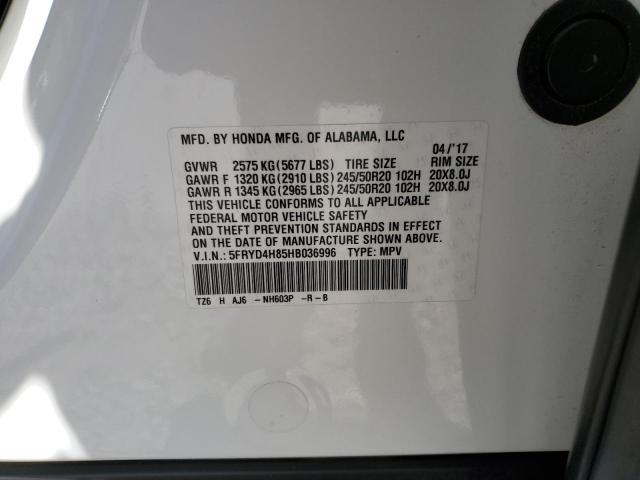 MFD. BY HONDA MFG. OF ALABAMA, LLC 04/'17
GVWR 2575 KG (5677 LBS) TIRE SIZE RIM SIZE
GAWR F 1320 KG (2910 LBS) 245/50R20 102H 20X8.0J
GAWR R 1345 KG (2965 LBS) 245/50R20 102H 20X8.0J
THIS VEHICLE CONFORMS TO ALL APPLICABLE
FEDERAL MOTOR VEHICLE SAFETY
AND THEFT PREVENTION STANDARDS IN EFFECT
ON THE DATE OF MANUFACTURE SHOWN ABOVE.
V.I.N.: 5FRYD4H85HB036996 TYPE: MPV
TZ6 H AJ6 -NH603P -R-B